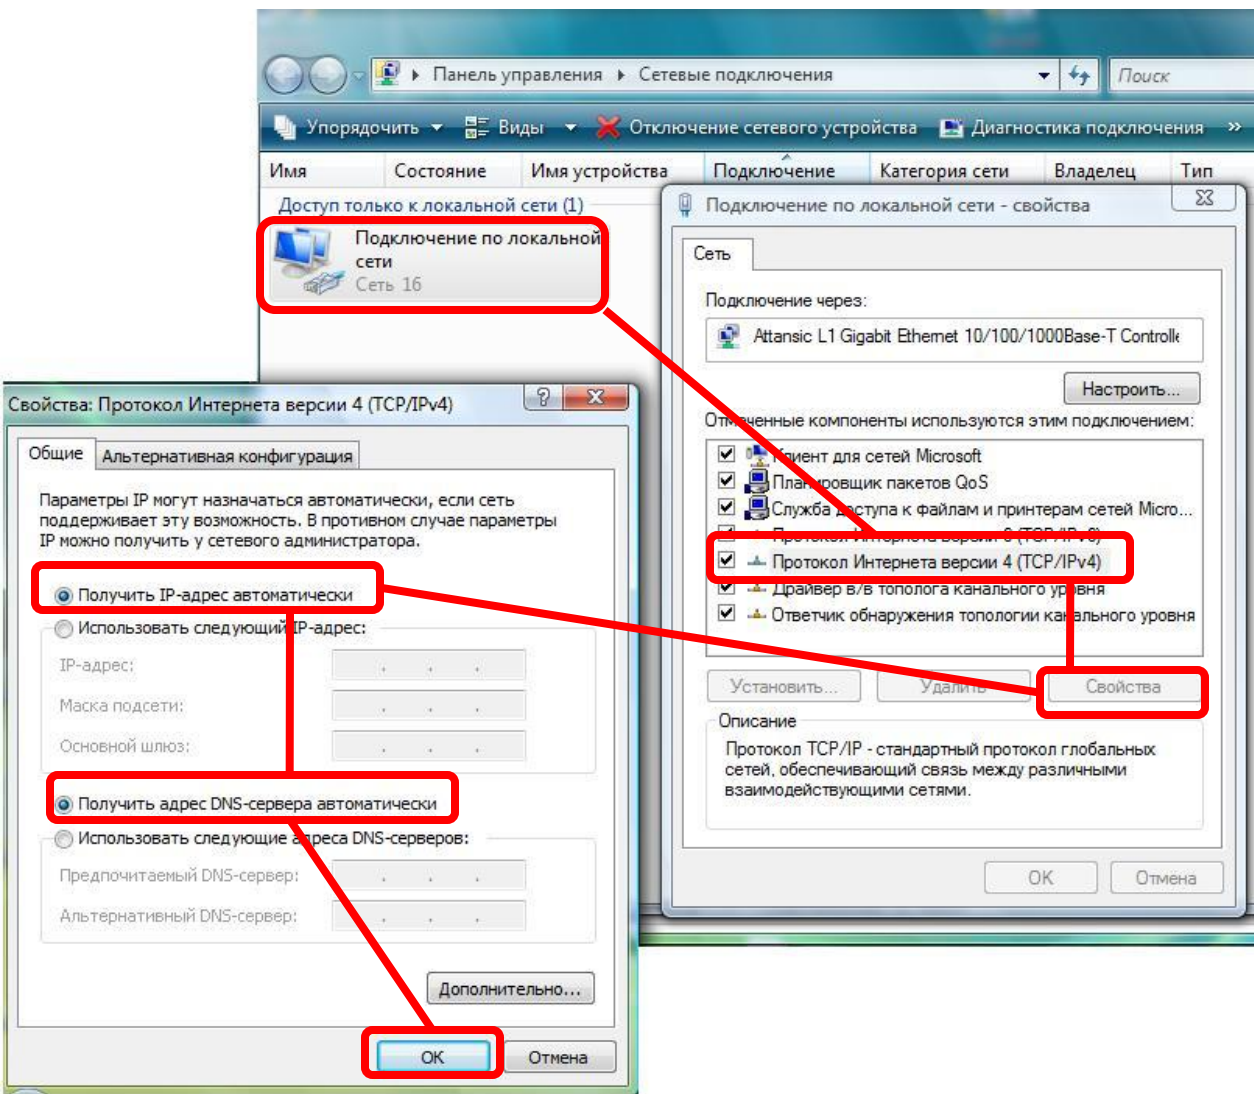 Панель управления
Сетевые подключения
Поиск
Упорядочить
Виды
Отключение сетевого устройства
Диагностика подключения
»
Имя
Состояние
Имя устройства
Подключение
Категория сети
Владелец
Тип
Доступ только к локальной сети (1)
Подключение по локальной
сети
Сеть 16
Подключение по локальной сети - свойства
Сеть
Подключение через:
Attansic L1 Gigabit Ethernet 10/100/1000Base-T Controlle
Настроить...
Отмеченные компоненты используются этим подключением:
Клиент для сетей Microsoft
Планировщик пакетов QoS
Служба доступа к файлам и принтерам сетей Micro...
Протокол Интернета версии 6 (TCP/IPv6)
Протокол Интернета версии 4 (TCP/IPv4)
Драйвер в/в тополога канального уровня
Ответчик обнаружения топологии канального уровня
Установить...
Удалить
Свойства
Описание
Протокол TCP/IP - стандартный протокол глобальных
сетей, обеспечивающий связь между различными
взаимодействующими сетями.
OK
Отмена
Свойства: Протокол Интернета версии 4 (TCP/IPv4)
Общие
Альтернативная конфигурация
Параметры IP могут назначаться автоматически, если сеть
поддерживает эту возможность. В противном случае параметры
IP можно получить у сетевого администратора.
Получить IP-адрес автоматически
Использовать следующий IP-адрес:
IP-адрес:
Маска подсети:
Основной шлюз:
Получить адрес DNS-сервера автоматически
Использовать следующие адреса DNS-серверов:
Предпочитаемый DNS-сервер:
Альтернативный DNS-сервер:
Дополнительно...
OK
Отмена